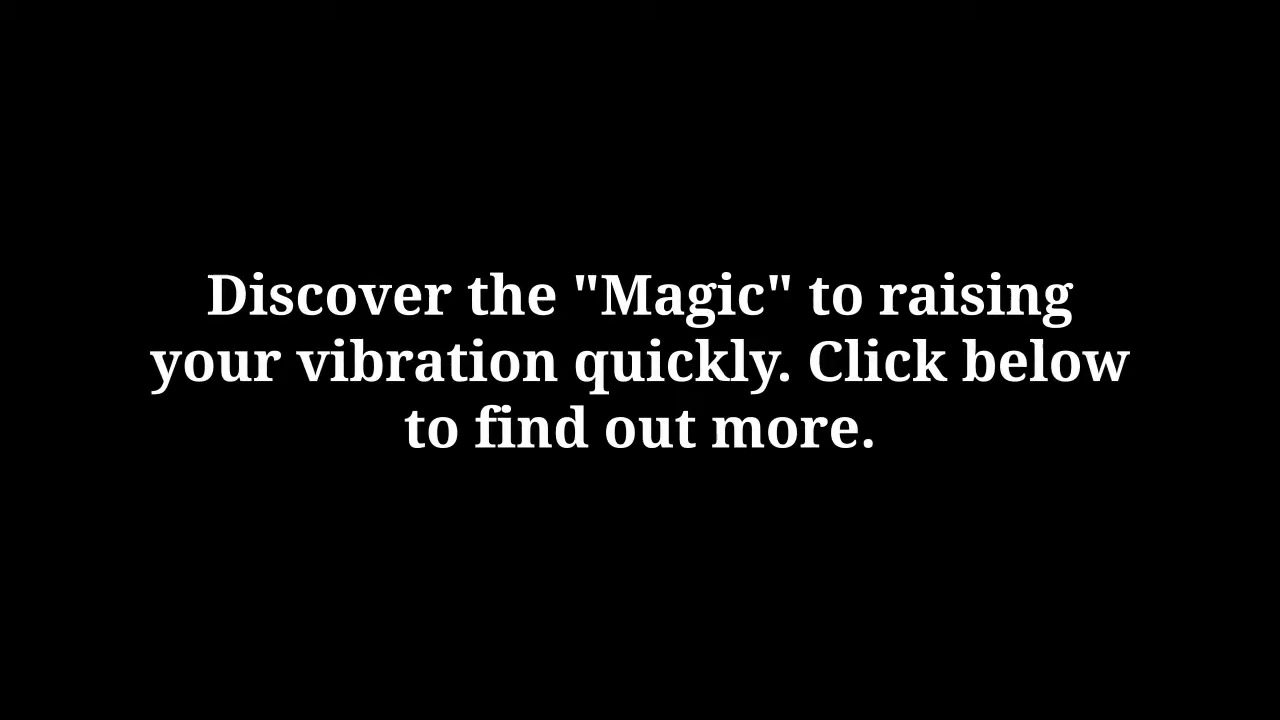 Discover the "Magic" to raising
your vibration quickly. Click below
to find out more.